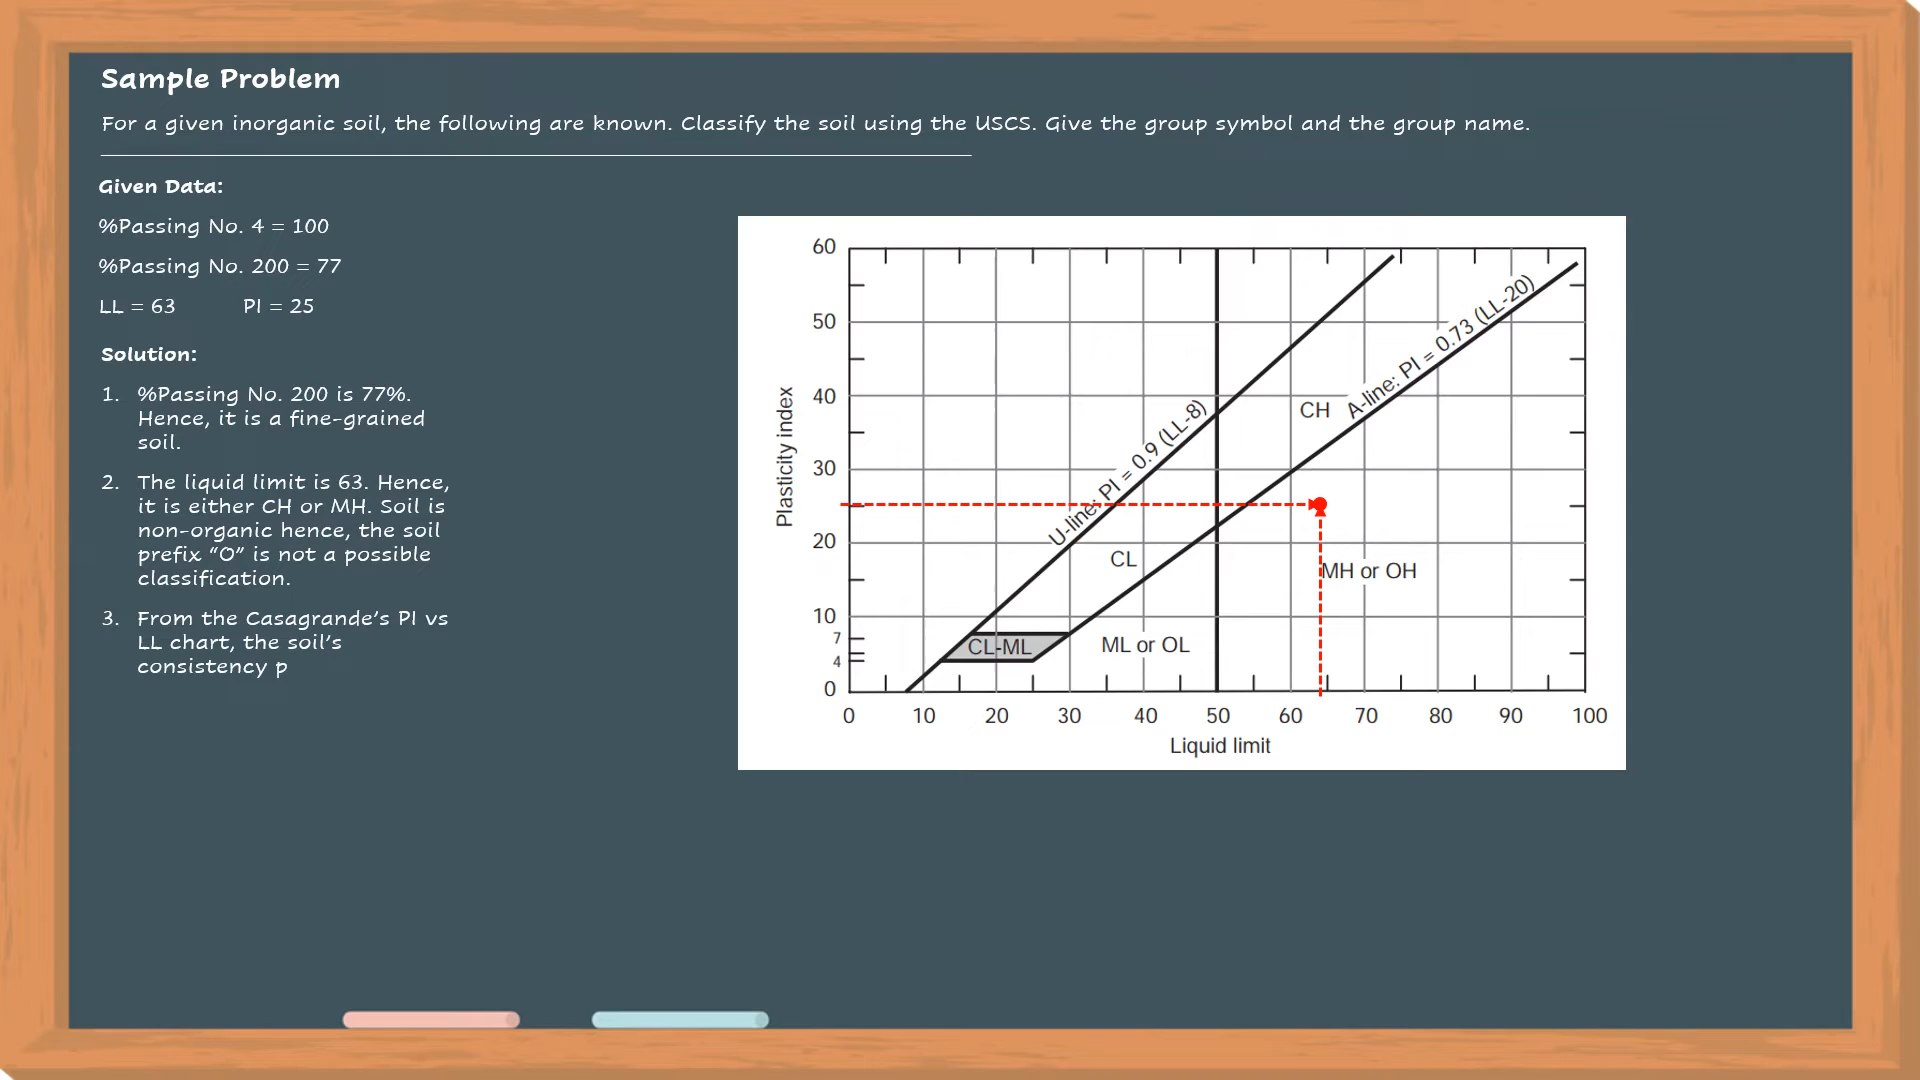 Sample Problem
For a given inorganic soil, the following are known. Classify the soil using the USCS. Give the group symbol and the group name.
Given Data:
%Passing No. 4 = 100
%Passing No. 200 = 77
LL = 63 PI = 25
Solution:
1. %Passing No. 200 is 77%.
Hence, it is a fine-grained
soil.
2. The liquid limit is 63. Hence,
it is either CH or MH. Soil is
non-organic hence, the soil
prefix “O” is not a possible
classification.
3. From the Casagrande’s PI vs
LL chart, the soil’s
consistency p
60
50
40
30
20
10
7
4
0
Plasticity index
U-line: PI = 0.9 (LL-8)
A-line: PI = 0.73 (LL-20)
CH
CL
MH or OH
CL-ML
ML or OL
0 10 20 30 40 50 60 70 80 90 100
Liquid limit